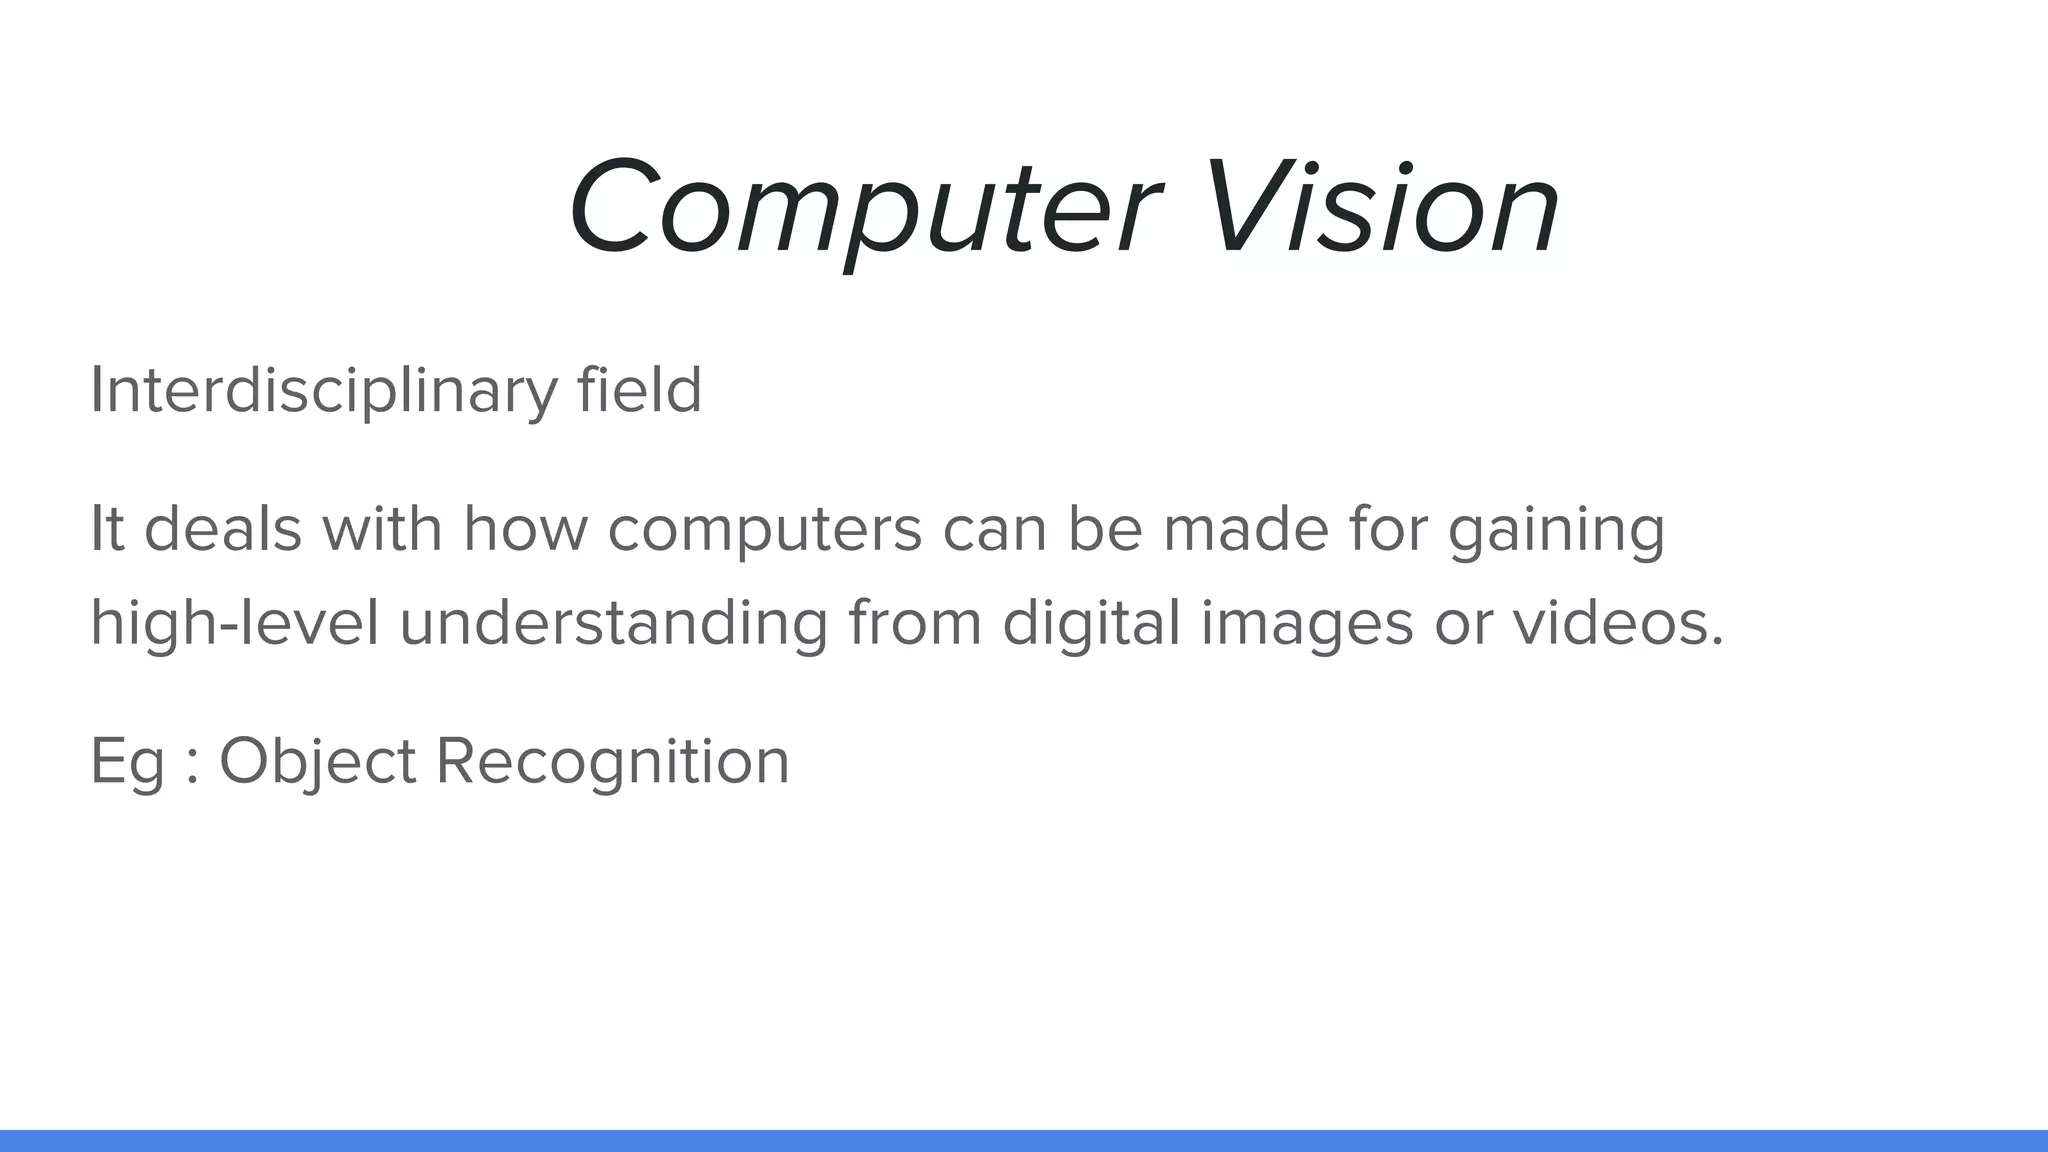 Computer Vision
Interdisciplinary field
It deals with how computers can be made for gaining
high-level understanding from digital images or videos.
Eg : Object Recognition